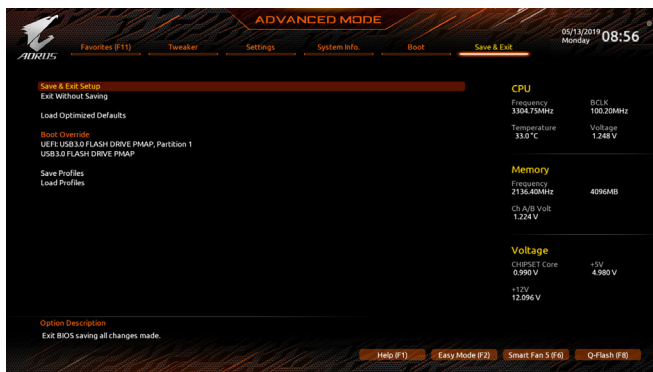 ADVANCED MODE
AORUS
Favorites (F11) Tweaker Settings System Info. Boot Save & Exit
05/13/2019 Monday 08:56
Save & Exit Setup
Exit Without Saving
Load Optimized Defaults
Boot Override
UEFI: USB3.0 FLASH DRIVE PMAP, Partition 1
USB3.0 FLASH DRIVE PMAP
Save Profiles
Load Profiles
CPU
Frequency BCLK
3304.75MHz 100.20MHz
Temperature Voltage
33.0 °C 1.248 V
Memory
Frequency
2136.40MHz 4096MB
Ch A/B Volt
1.224 V
Voltage
CHIPSET Core +5V
0.990 V 4.980 V
+12V
12.096 V
Option Description
Exit BIOS saving all changes made.
Help (F1) Easy Mode (F2) Smart Fan 5 (F6) Q-Flash (F8)